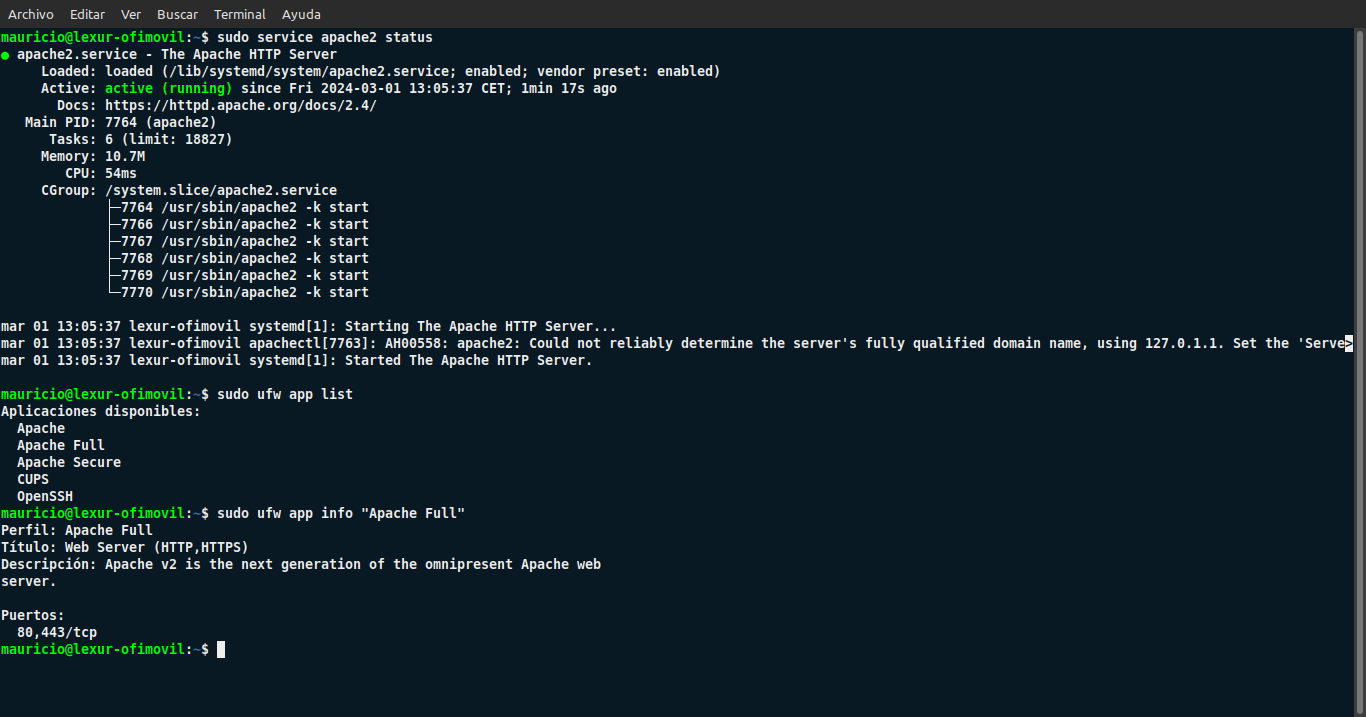 Archivo Editar Ver Buscar Terminal Ayuda
mauricio@lexur-ofimovil:~$ sudo service apache2 status
● apache2.service - The Apache HTTP Server
     Loaded: loaded (/lib/systemd/system/apache2.service; enabled; vendor preset: enabled)
     Active: active (running) since Fri 2024-03-01 13:05:37 CET; 1min 17s ago
       Docs: https://httpd.apache.org/docs/2.4/
   Main PID: 7764 (apache2)
      Tasks: 6 (limit: 18827)
     Memory: 10.7M
        CPU: 54ms
     CGroup: /system.slice/apache2.service
             ├─7764 /usr/sbin/apache2 -k start
             ├─7766 /usr/sbin/apache2 -k start
             ├─7767 /usr/sbin/apache2 -k start
             ├─7768 /usr/sbin/apache2 -k start
             ├─7769 /usr/sbin/apache2 -k start
             └─7770 /usr/sbin/apache2 -k start
mar 01 13:05:37 lexur-ofimovil systemd[1]: Starting The Apache HTTP Server...
mar 01 13:05:37 lexur-ofimovil apachectl[7763]: AH00558: apache2: Could not reliably determine the server's fully qualified domain name, using 127.0.1.1. Set the 'Serve>
mar 01 13:05:37 lexur-ofimovil systemd[1]: Started The Apache HTTP Server.
mauricio@lexur-ofimovil:~$ sudo ufw app list
Aplicaciones disponibles:
  Apache
  Apache Full
  Apache Secure
  CUPS
  OpenSSH
mauricio@lexur-ofimovil:~$ sudo ufw app info "Apache Full"
Perfil: Apache Full
Título: Web Server (HTTP,HTTPS)
Descripción: Apache v2 is the next generation of the omnipresent Apache web
server.
Puertos:
  80,443/tcp
mauricio@lexur-ofimovil:~$